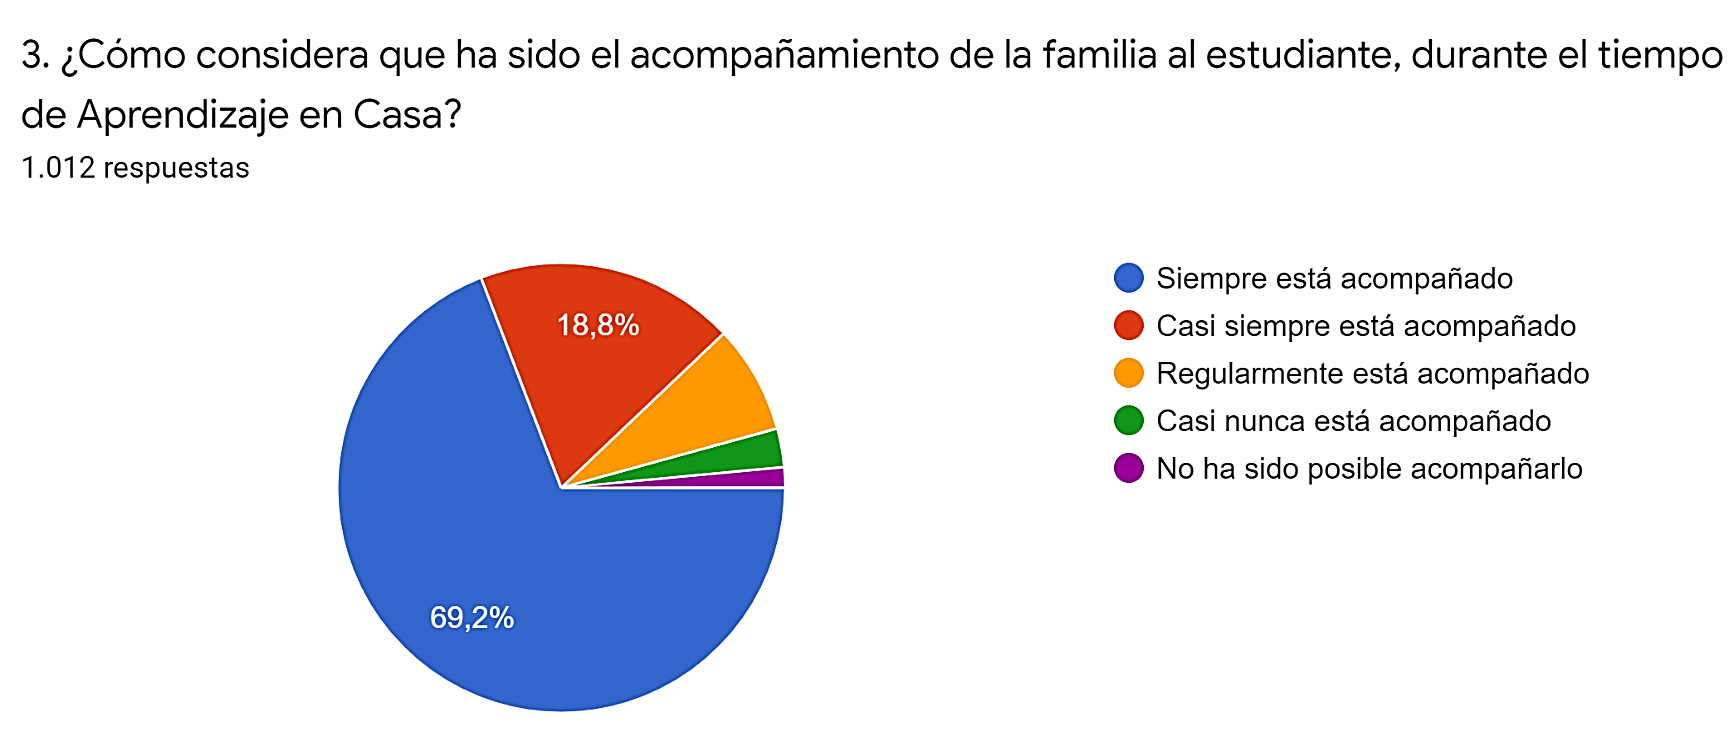 3. ¿Cómo considera que ha sido el acompañamiento de la familia al estudiante, durante el tiempo
de Aprendizaje en Casa?
1.012 respuestas
18,8%
69,2%
Siempre está acompañado
Casi siempre está acompañado
Regularmente está acompañado
Casi nunca está acompañado
No ha sido posible acompañarlo